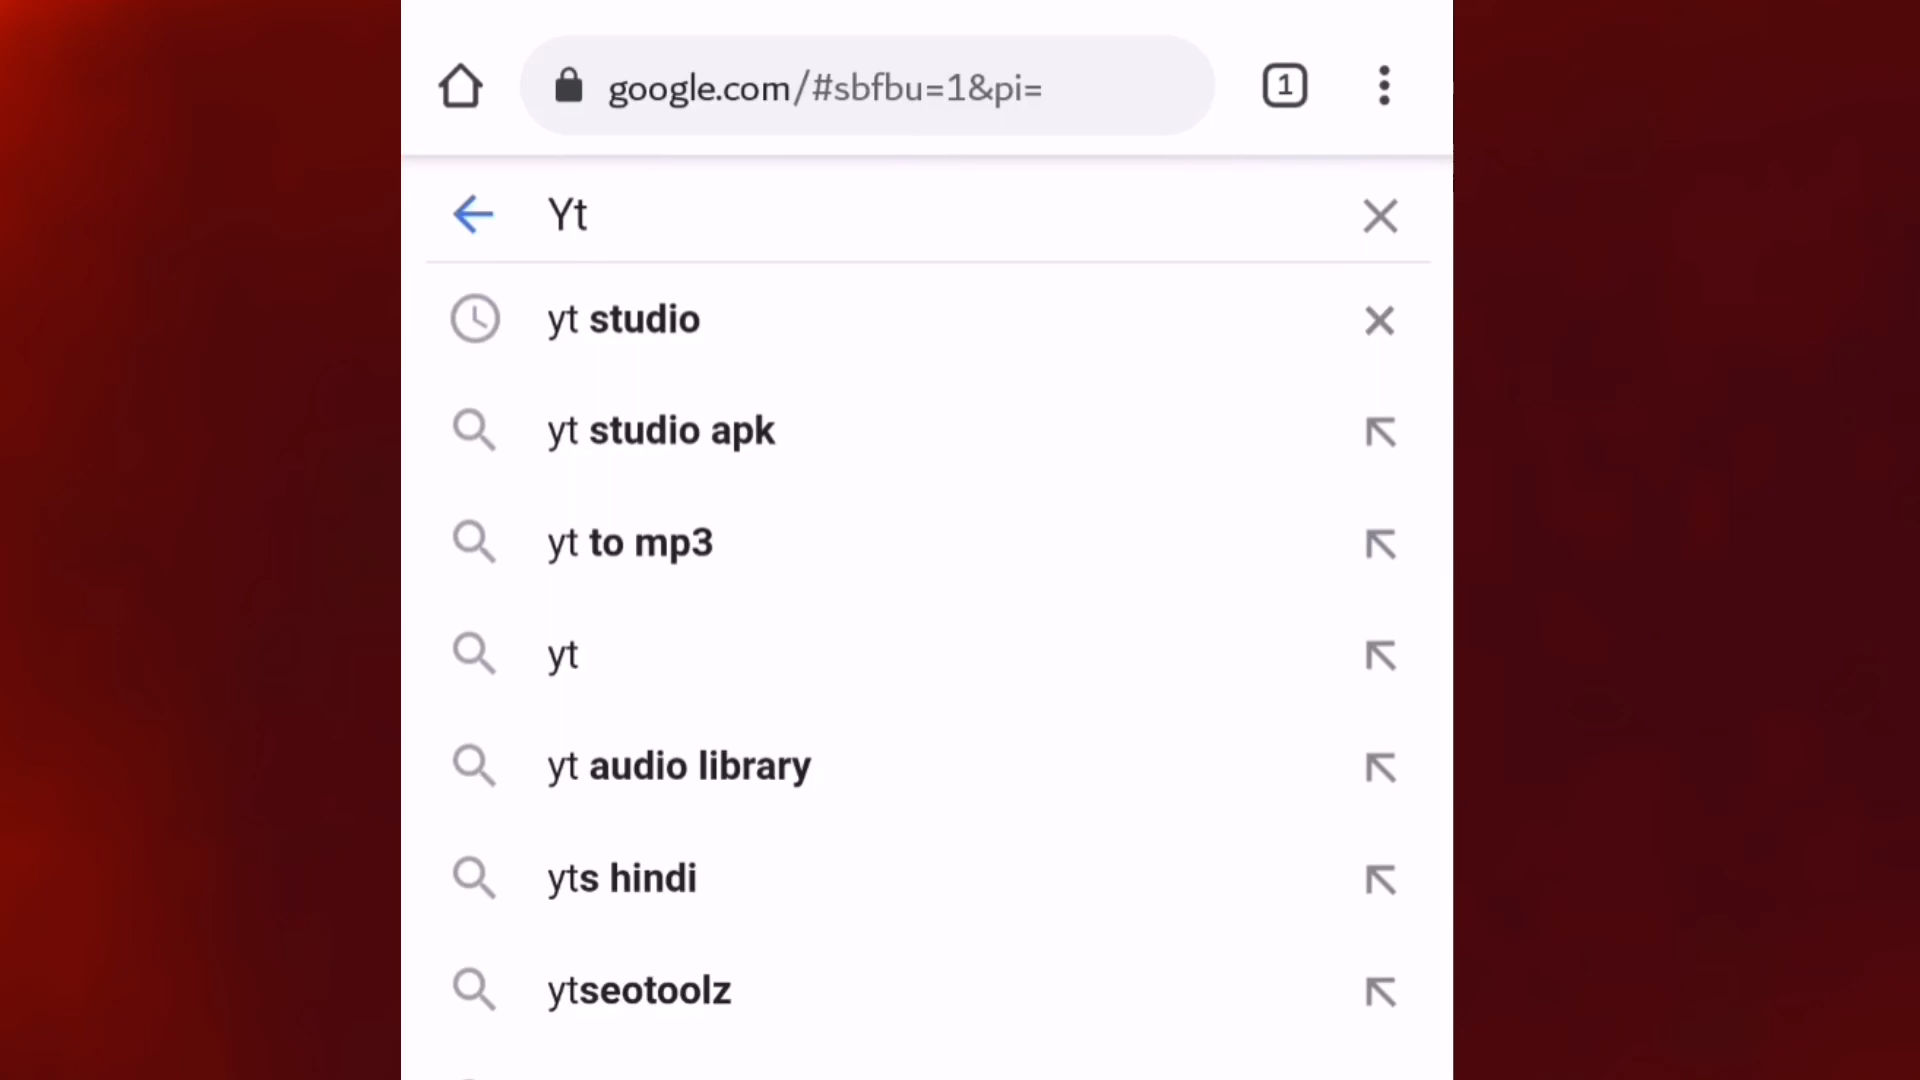 google.com/#sbfbu=1&pi=
1
Yt
yt studio
yt studio apk
yt to mp3
yt
yt audio library
yts hindi
ytseotoolz